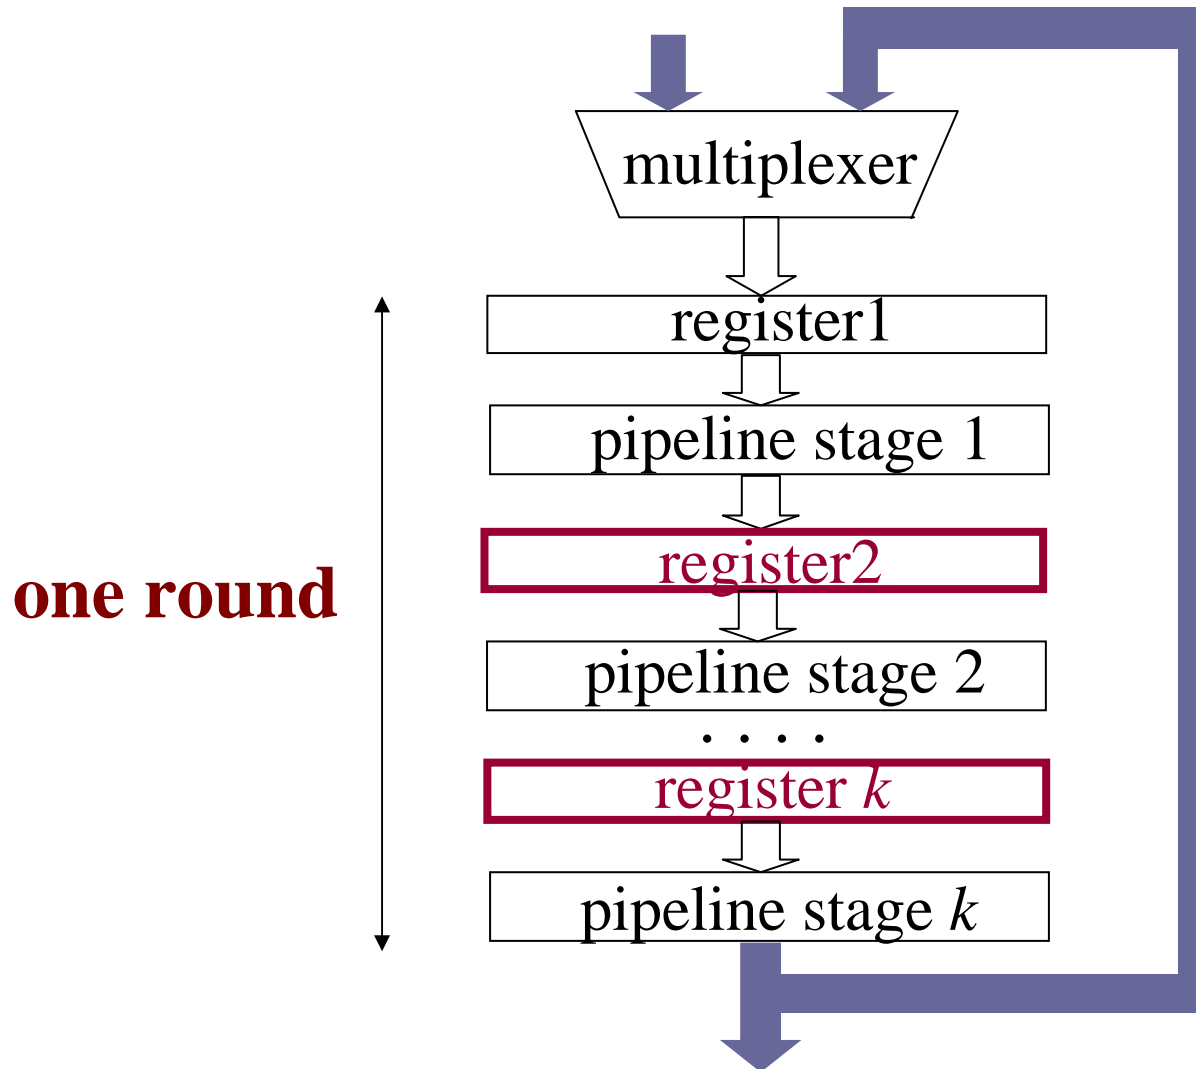 multiplexer
register1
pipeline stage 1
register2
one round
pipeline stage 2
. . . .
register k
pipeline stage k